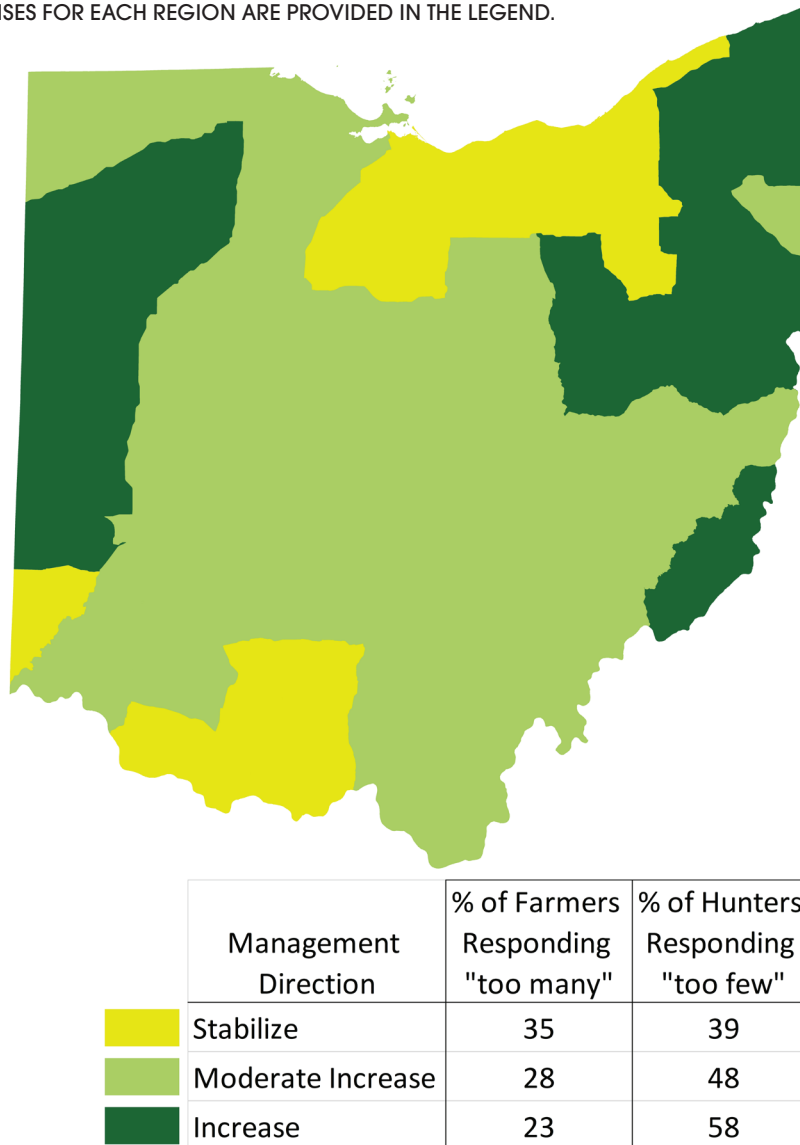 FOR EACH REGION ARE PROVIDED IN THE LEGEND.
Management Direction % of Farmers Responding "too many" % of Hunters Responding "too few"
Stabilize 35 39
Moderate Increase 28 48
Increase 23 58